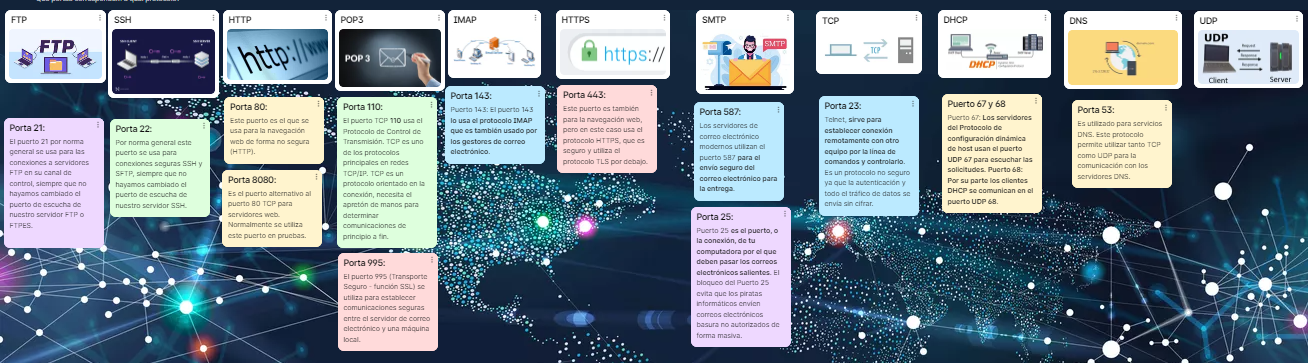 FTP
FTP
Porta 21:
El puerto 21 por norma
general se usa para las
conexiones a servidores
FTP en su canal de
control, siempre que no
hayamos cambiado el
puerto de escucha de
nuestro servidor FTP o
FTPES.
SSH
Porta 22:
Por norma general este
puerto se usa para
conexiones seguras SSH y
SFTP, siempre que no
hayamos cambiado el
puerto de escucha de
nuestro servidor SSH.
HTTP
http://www
Porta 80:
Este puerto es el que se
usa para la navegación
web de forma no segura
(HTTP).
Porta 8080:
Es el puerto alternativo al
puerto 80 TCP para
servidores web.
Normalmente se utiliza
este puerto en pruebas.
POP3
POP 3
Porta 110:
El puerto TCP 110 usa el
Protocolo de Control de
Transmisión. TCP es uno
de los protocolos
principales en redes
TCP/IP. TCP es un
protocolo orientado en la
conexión, necesita el
apretón de manos para
determinar
comunicaciones de
principio a fin.
Porta 995:
El puerto 995 (Transporte
Seguro - función SSL) se
utiliza para establecer
comunicaciones seguras
entre el servidor de correo
electrónico y una máquina
local.
IMAP
Porta 143:
Puerto 143: El puerto 143
lo usa el protocolo IMAP
que es también usado por
los gestores de correo
electrónico.
HTTPS
https://
Porta 443:
Este puerto es también
para la navegación web,
pero en este caso usa el
protocolo HTTPS, que es
seguro y utiliza el
protocolo TLS por debajo.
SMTP
SMTP
Porta 587:
Los servidores de
correo electrónico
modernos utilizan el
puerto 587 para el
envío seguro del
correo electrónico para
la entrega.
Porta 25:
Puerto 25 es el puerto, o
la conexión, de tu
computadora por el que
deben pasar los correos
electrónicos salientes. El
bloqueo del Puerto 25
evita que los piratas
informáticos envíen
correos electrónicos
basura no autorizados de
forma masiva.
TCP
TCP
Porta 23:
Telnet, sirve para
establecer conexión
remotamente con otro
equipo por la línea de
comandos y controlarlo.
Es un protocolo no seguro
ya que la autenticación y
todo el tráfico de datos se
envía sin cifrar.
DHCP
DHCP
Puerto 67 y 68
Puerto 67: Los servidores
del Protocolo de
configuración dinámica
de host usan el puerto
UDP 67 para escuchar las
solicitudes. Puerto 68:
Por su parte los clientes
DHCP se comunican en el
puerto UDP 68.
DNS
Porta 53:
Es utilizado para servicios
DNS. Este protocolo
permite utilizar tanto TCP
como UDP para la
comunicación con los
servidores DNS.
UDP
UDP
Request
Response
Response
Client
Server